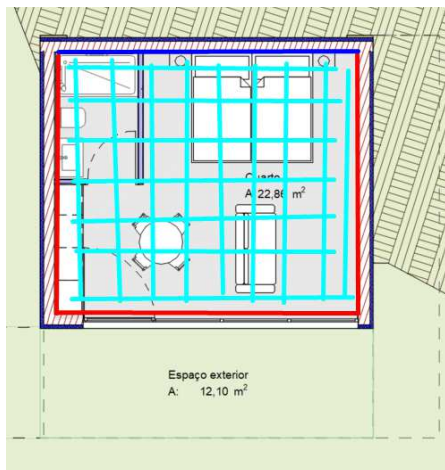 Quarto
A: 22,86 m²
Espaço exterior
A: 12,10 m²